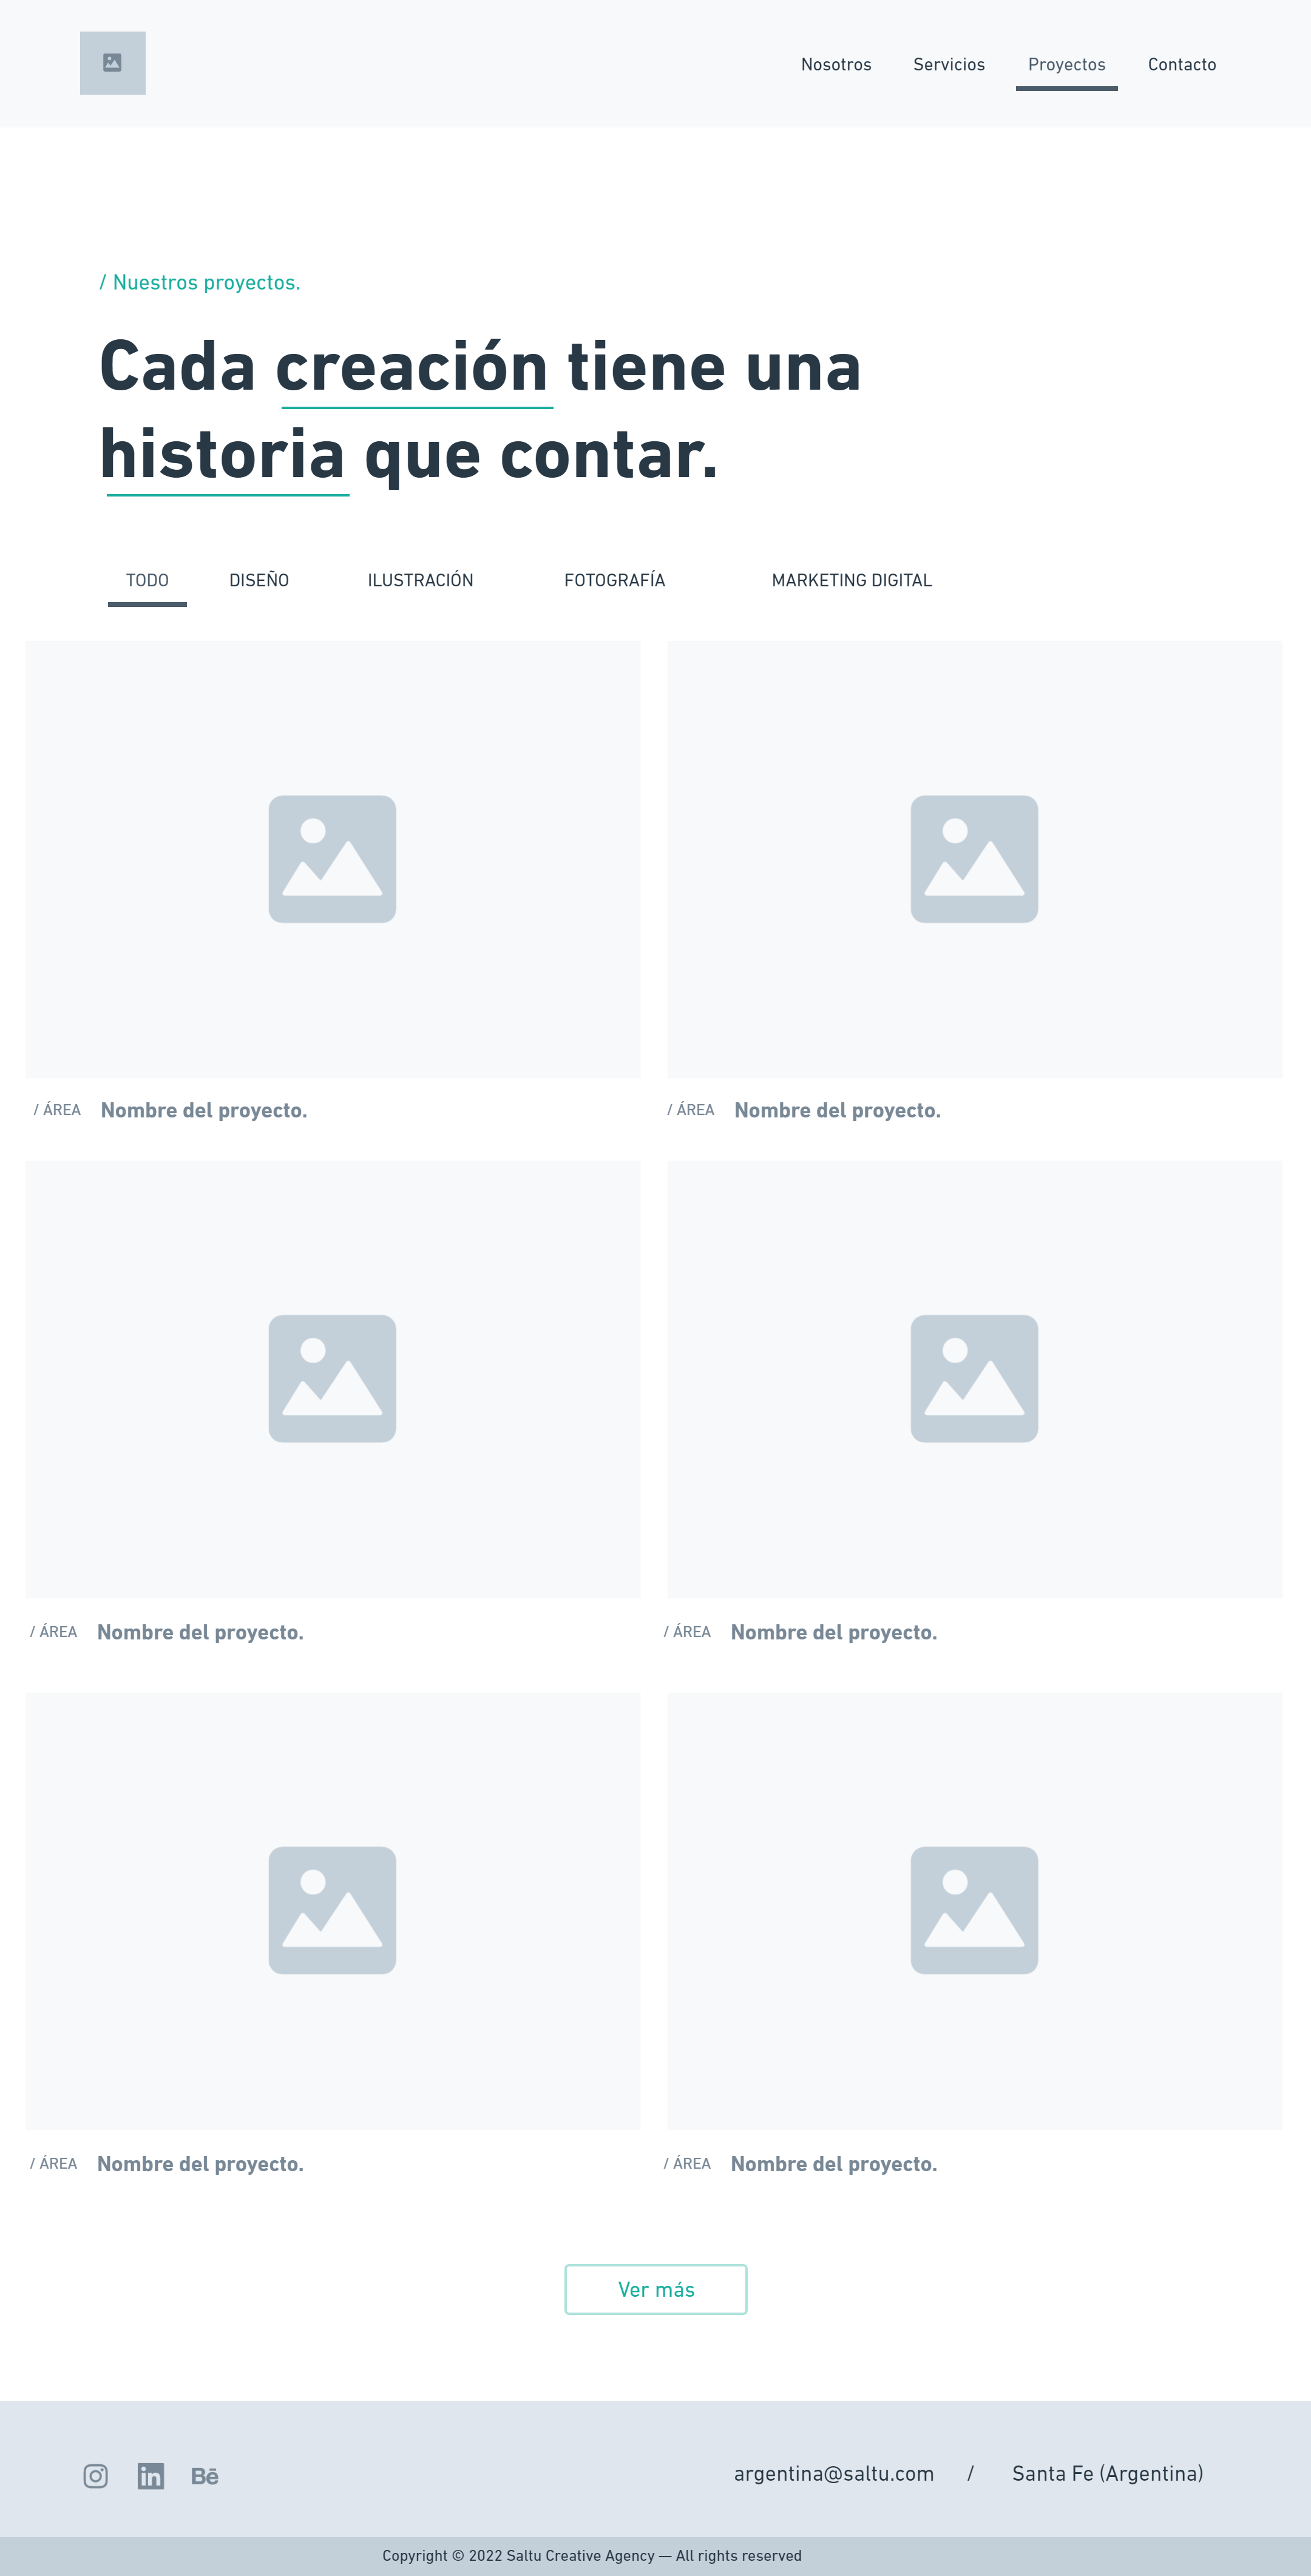 Nosotros Servicios Proyectos Contacto
/ Nuestros proyectos.
Cada creación tiene una
historia que contar.
TODO DISEÑO ILUSTRACIÓN FOTOGRAFÍA MARKETING DIGITAL
/ ÁREA Nombre del proyecto.
/ ÁREA Nombre del proyecto.
/ ÁREA Nombre del proyecto.
/ ÁREA Nombre del proyecto.
/ ÁREA Nombre del proyecto.
/ ÁREA Nombre del proyecto.
Ver más
in Bē argentina@saltu.com / Santa Fe (Argentina)
Copyright © 2022 Saltu Creative Agency — All rights reserved